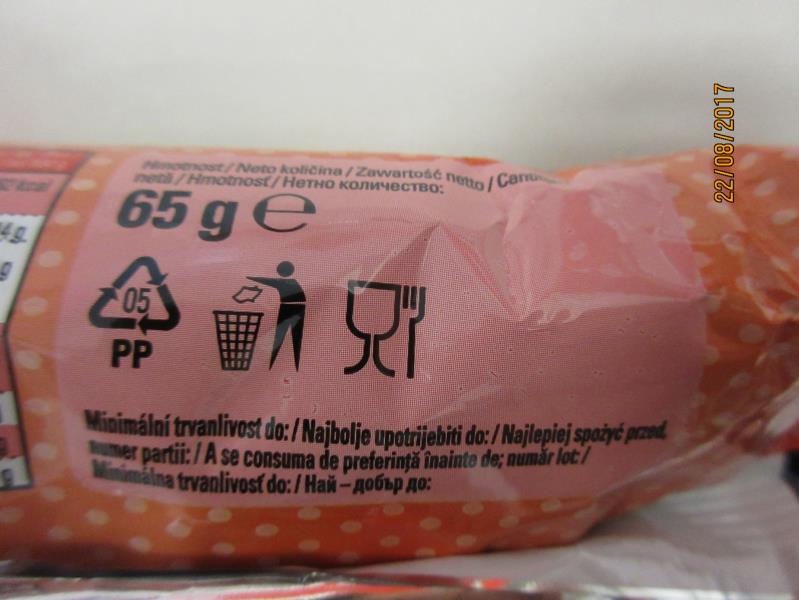 Hmotnost / Neto količina / Zawartość netto /
netă / Hmotnosť / Нетно количество:
65 g ℮
05
PP
Minimální trvanlivost do: / Najbolje upotrijebiti do: / Najlepiej spożyć przed,
numer partii: / A se consuma de preferinţă înainte de; număr lot: /
Minimálna trvanlivosť do: / Най – добър до:
22/08/2017